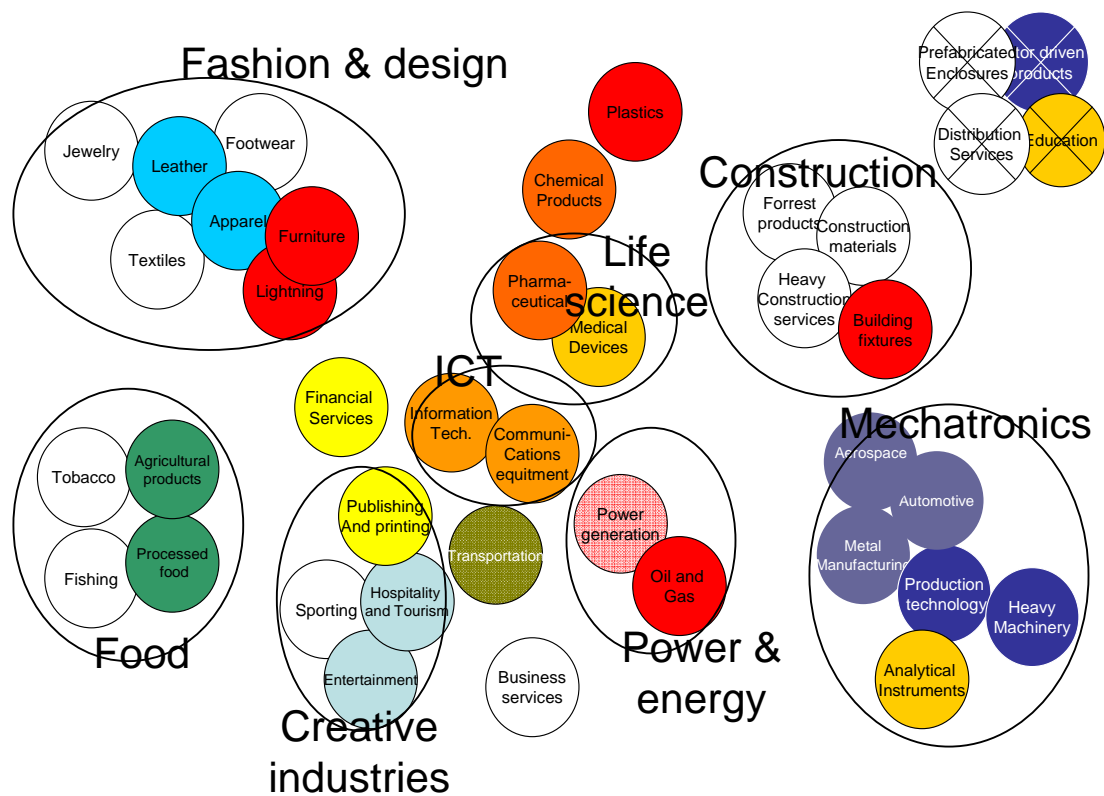 Fashion & design
Jewelry
Leather
Footwear
Apparel
Textiles
Furniture
Lightning
Plastics
Chemical
Products
Life
science
Pharma-
ceutical
Medical
Devices
Construction
Forrest
products
Construction
materials
Heavy
Construction
services
Building
fixtures
Prefabricated
Enclosures
tor driven
products
Distribution
Services
Education
ICT
Information
Tech.
Communi-
Cations
equitment
Financial
Services
Food
Tobacco
Agricultural
products
Fishing
Processed
food
Creative
industries
Publishing
And printing
Sporting
Hospitality
and Tourism
Entertainment
Transportation
Business
services
Power &
energy
Power
generation
Oil and
Gas
Mechatronics
Aerospace
Automotive
Metal
Manufacturing
Production
technology
Heavy
Machinery
Analytical
Instruments